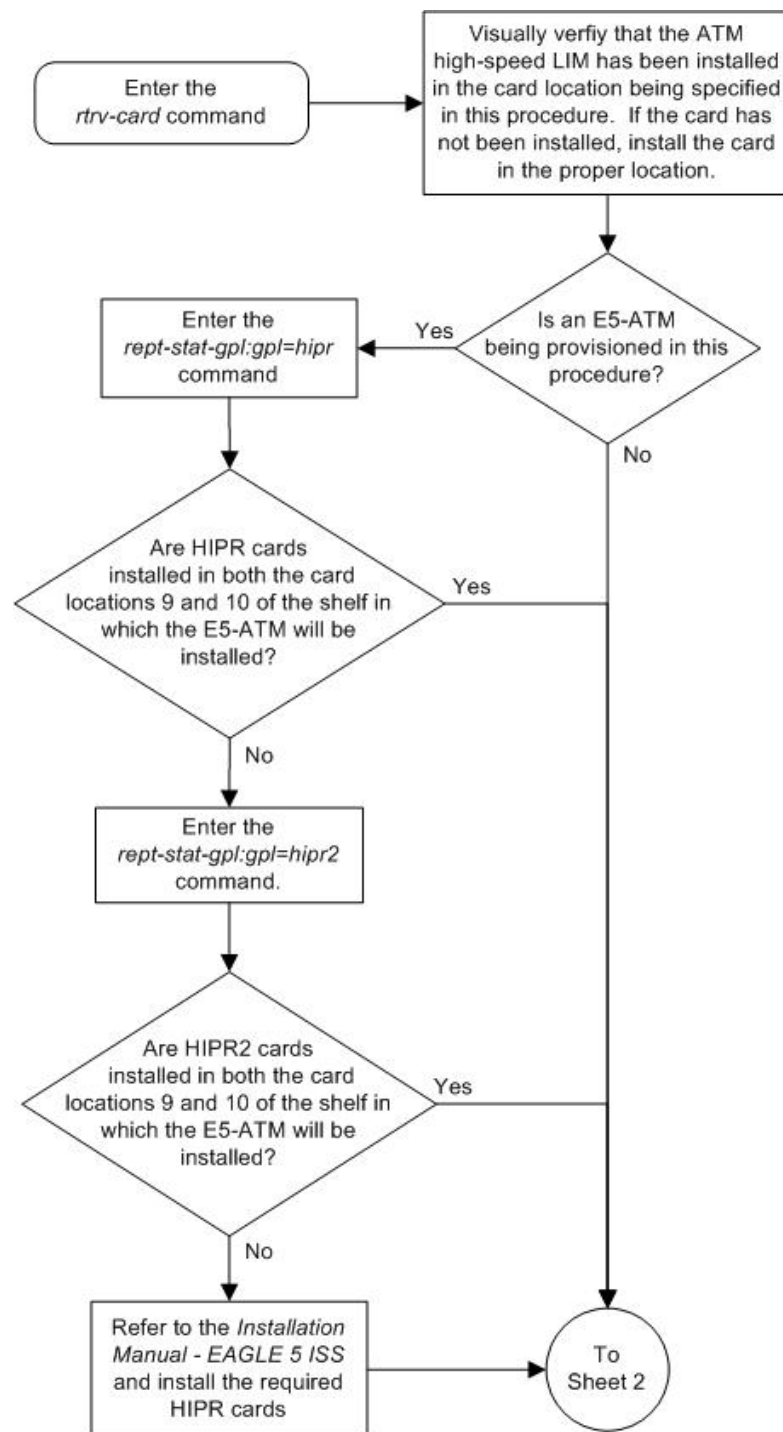 Enter the
rtrv-card command
Visually verfiy that the ATM
high-speed LIM has been installed
in the card location being specified
in this procedure. If the card has
not been installed, install the card
in the proper location.
Is an E5-ATM
being provisioned in this
procedure?
Yes
No
Enter the
rept-stat-gpl:gpl=hipr
command
Are HIPR cards
installed in both the card
locations 9 and 10 of the shelf in
which the E5-ATM will be
installed?
Yes
No
Enter the
rept-stat-gpl:gpl=hipr2
command.
Are HIPR2 cards
installed in both the card
locations 9 and 10 of the shelf in
which the E5-ATM will be
installed?
Yes
No
Refer to the Installation
Manual - EAGLE 5 ISS
and install the required
HIPR cards
To
Sheet 2